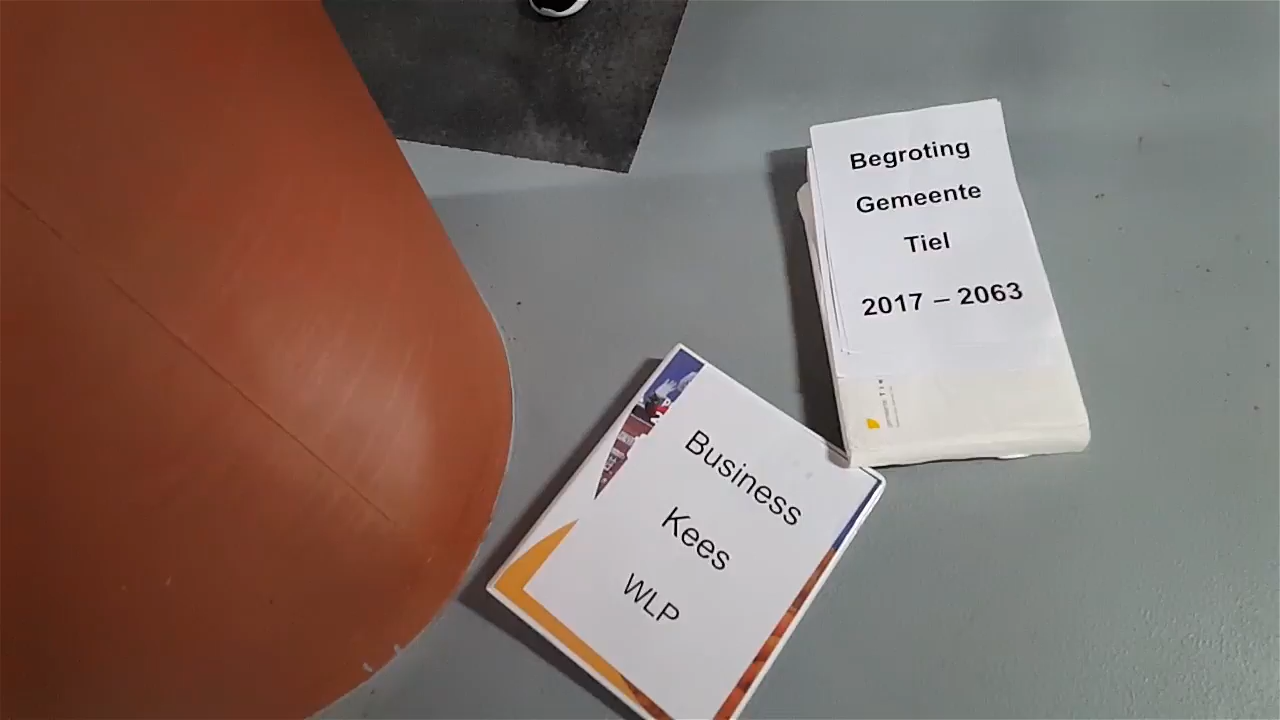 Begroting
Gemeente
Tiel
2017 – 2063
Business
Kees
WLP